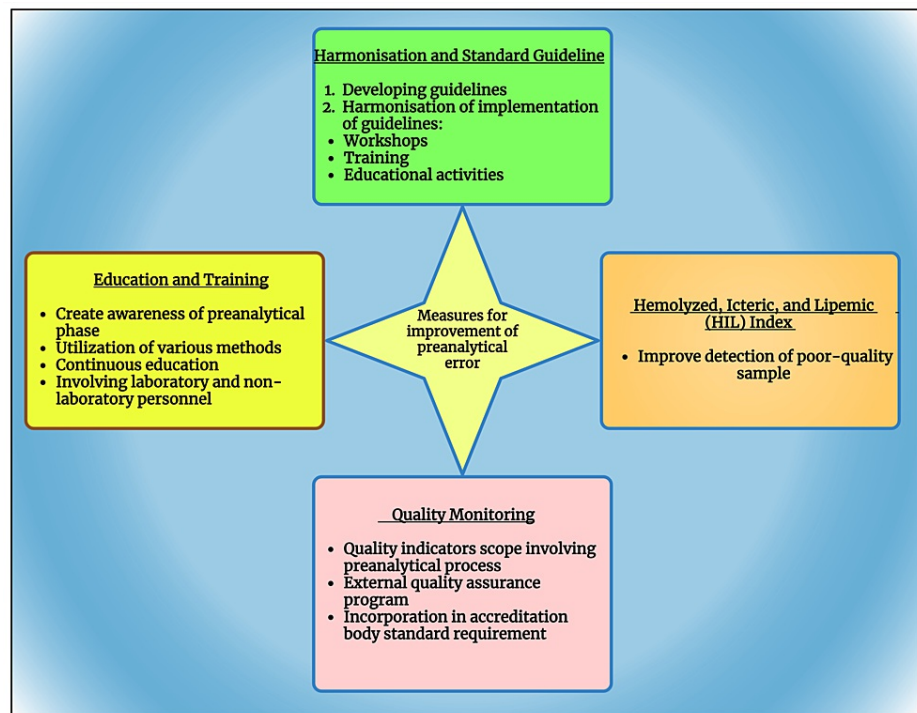 Harmonisation and Standard Guideline
1. Developing guidelines
2. Harmonisation of implementation
of guidelines:
• Workshops
• Training
• Educational activities
Education and Training
• Create awareness of preanalytical
phase
• Utilization of various methods
• Continuous education
• Involving laboratory and non-
laboratory personnel
Measures for
improvement of
preanalytical
error
Hemolyzed, Icteric, and Lipemic
(HIL) Index
• Improve detection of poor-quality
sample
Quality Monitoring
• Quality indicators scope involving
preanalytical process
• External quality assurance
program
• Incorporation in accreditation
body standard requirement